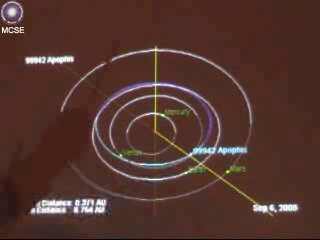 MCSE
99942 Apophis
Mercury
Venus
99942 Apophis
Earth
Mars
Distance: 0.371 AU
Distance: 0.764 AU
Sep 6, 2005